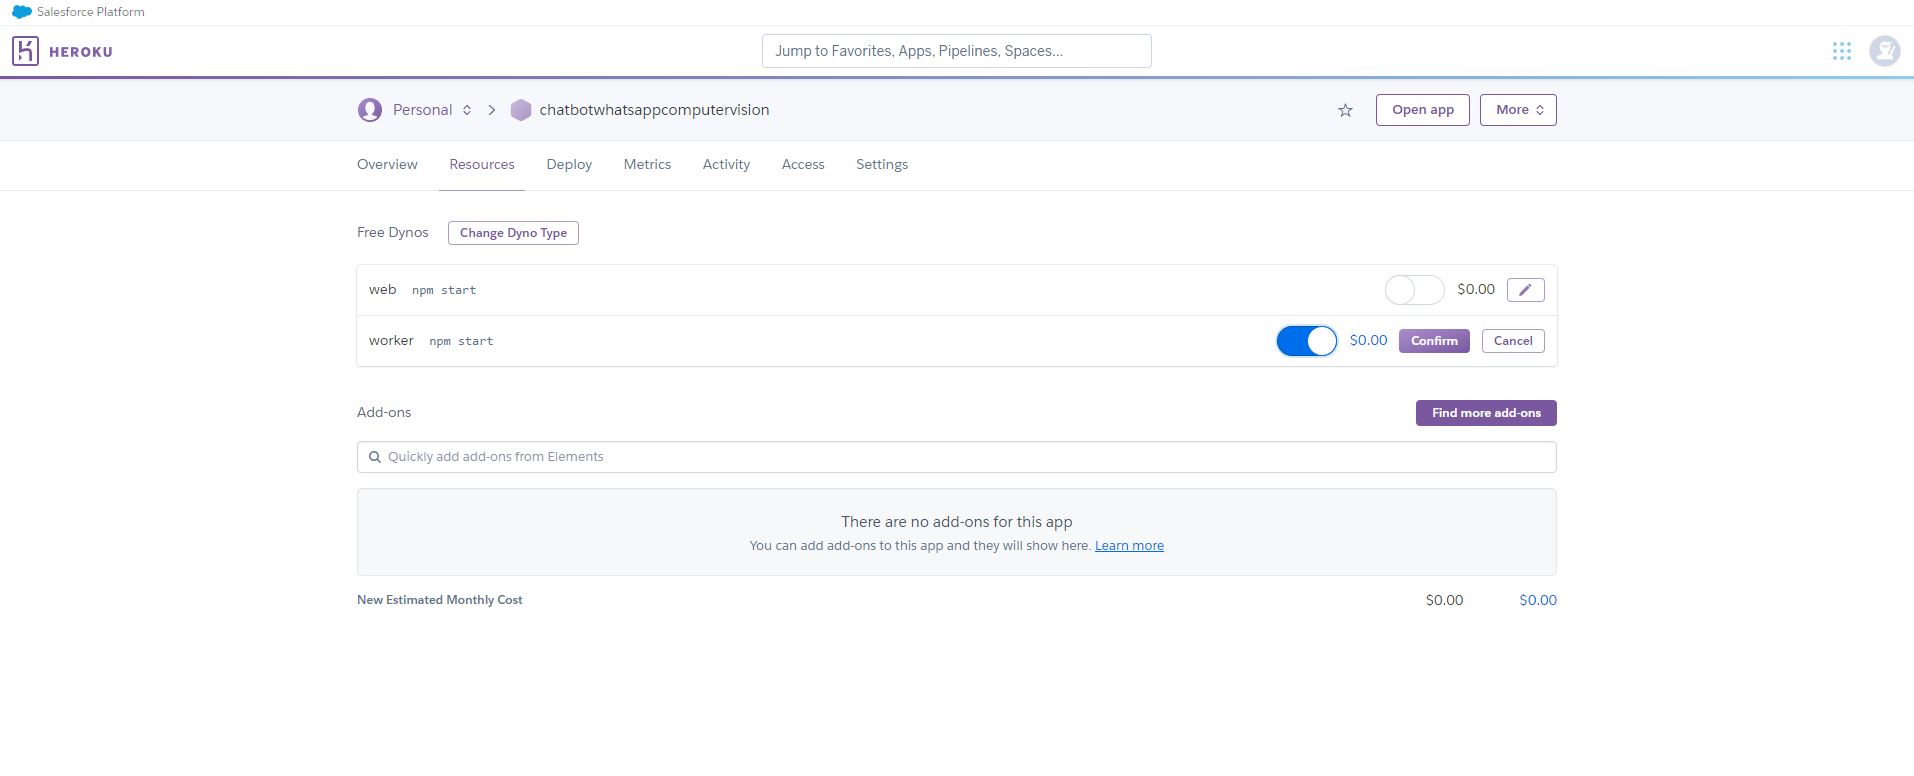 Salesforce Platform
HEROKU
Jump to Favorites, Apps, Pipelines, Spaces...
Personal chatbotwhatsappcomputervision Open app More
Overview Resources Deploy Metrics Activity Access Settings
Free Dynos Change Dyno Type
web npm start $0.00
worker npm start $0.00 Confirm Cancel
Add-ons Find more add-ons
Quickly add add-ons from Elements
There are no add-ons for this app
You can add add-ons to this app and they will show here. Learn more
New Estimated Monthly Cost $0.00 $0.00